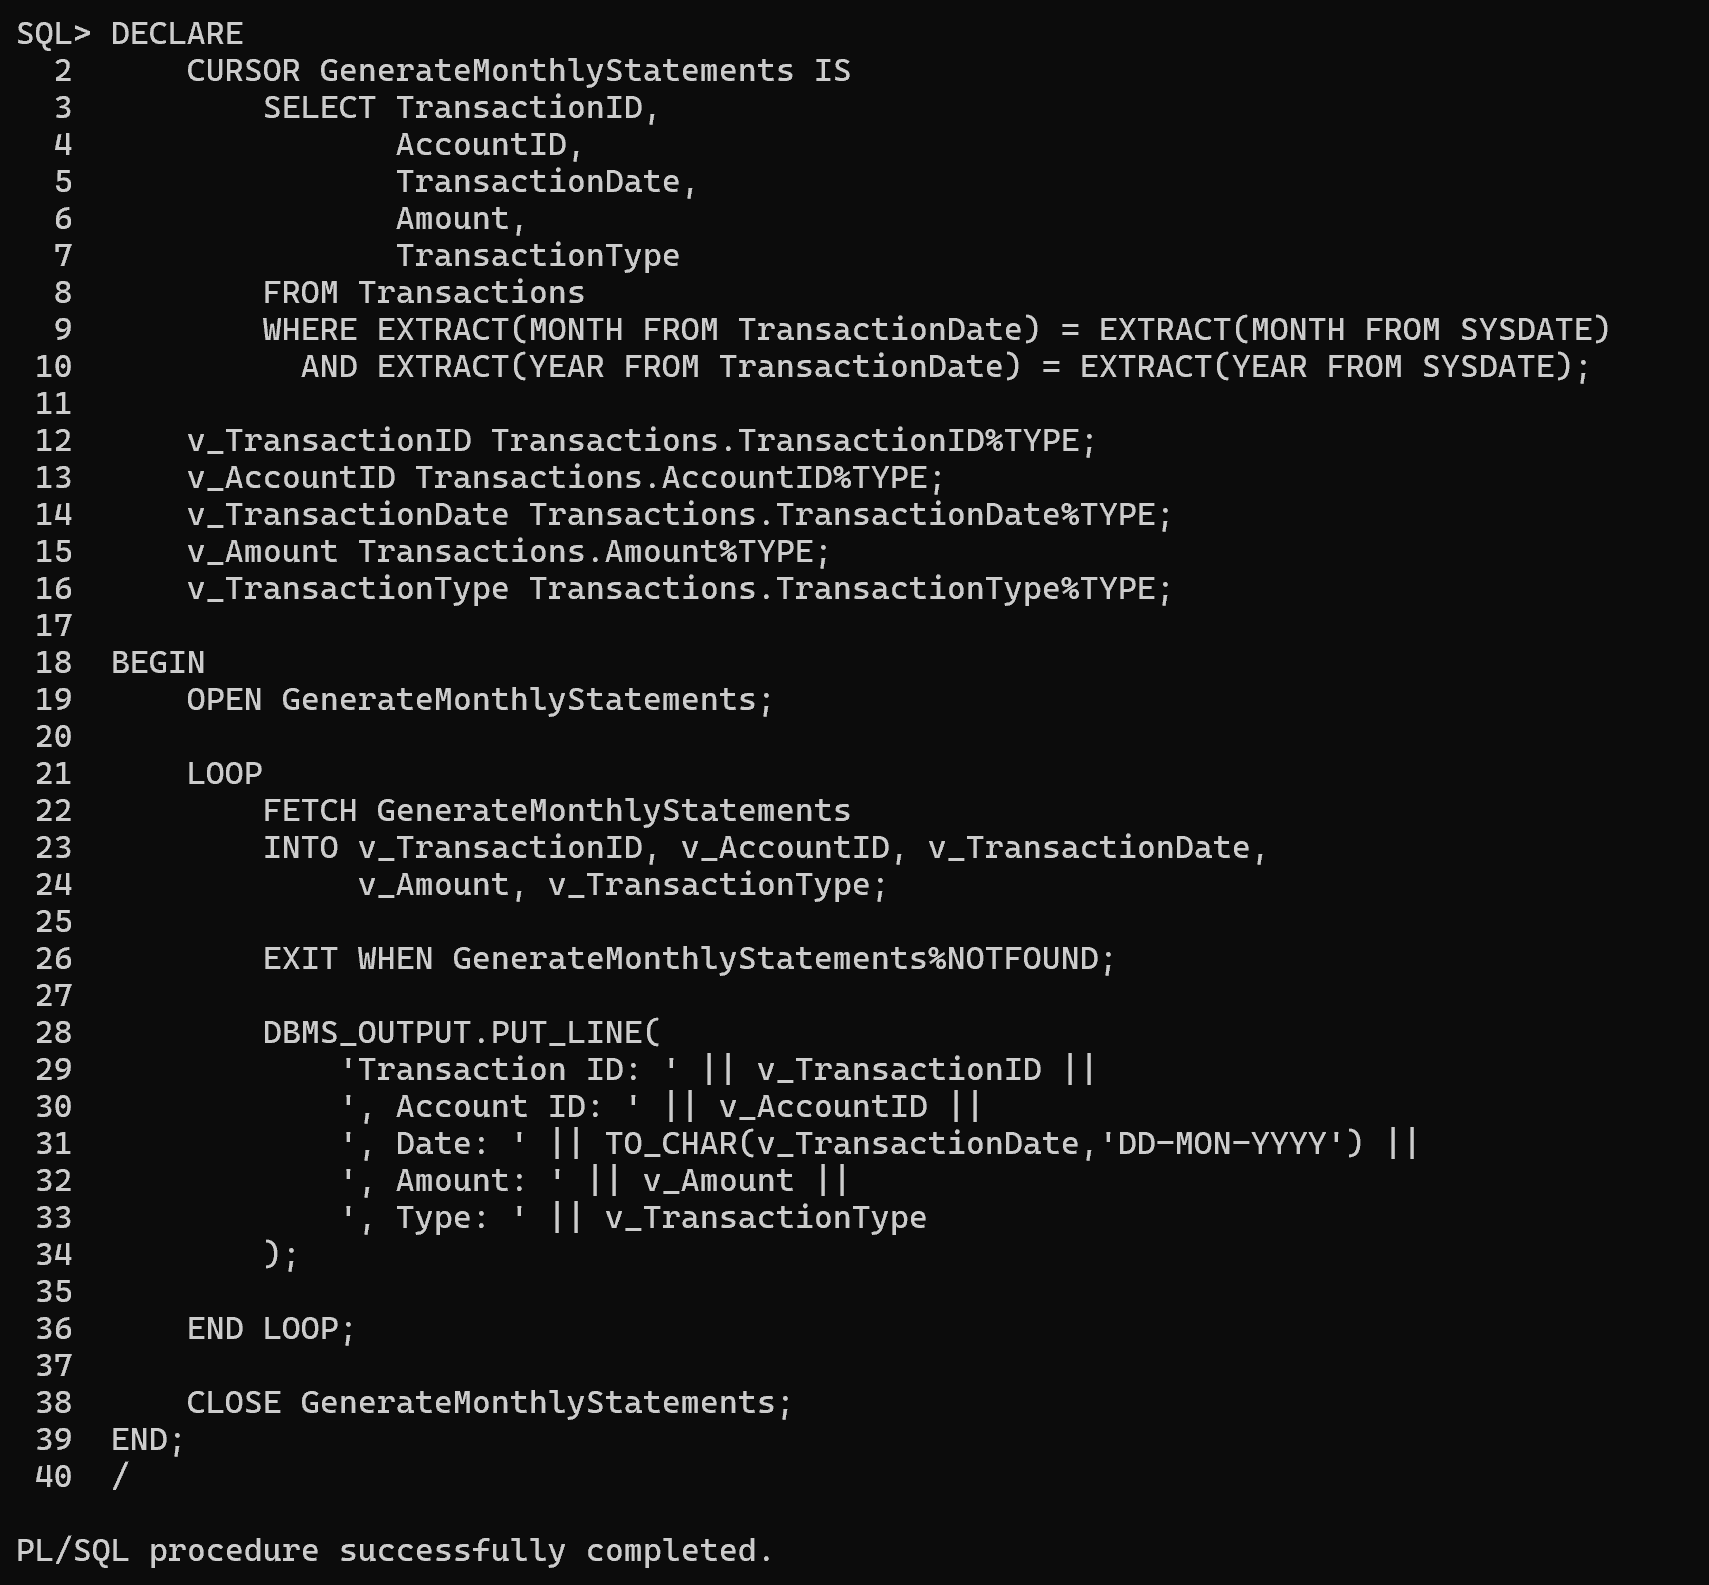 SQL> DECLARE
  2      CURSOR GenerateMonthlyStatements IS
  3          SELECT TransactionID,
  4                 AccountID,
  5                 TransactionDate,
  6                 Amount,
  7                 TransactionType
  8          FROM Transactions
  9          WHERE EXTRACT(MONTH FROM TransactionDate) = EXTRACT(MONTH FROM SYSDATE)
 10            AND EXTRACT(YEAR FROM TransactionDate) = EXTRACT(YEAR FROM SYSDATE);
 11
 12      v_TransactionID Transactions.TransactionID%TYPE;
 13      v_AccountID Transactions.AccountID%TYPE;
 14      v_TransactionDate Transactions.TransactionDate%TYPE;
 15      v_Amount Transactions.Amount%TYPE;
 16      v_TransactionType Transactions.TransactionType%TYPE;
 17
 18  BEGIN
 19      OPEN GenerateMonthlyStatements;
 20
 21      LOOP
 22          FETCH GenerateMonthlyStatements
 23          INTO v_TransactionID, v_AccountID, v_TransactionDate,
 24               v_Amount, v_TransactionType;
 25
 26          EXIT WHEN GenerateMonthlyStatements%NOTFOUND;
 27
 28          DBMS_OUTPUT.PUT_LINE(
 29              'Transaction ID: ' || v_TransactionID ||
 30              ', Account ID: ' || v_AccountID ||
 31              ', Date: ' || TO_CHAR(v_TransactionDate,'DD-MON-YYYY') ||
 32              ', Amount: ' || v_Amount ||
 33              ', Type: ' || v_TransactionType
 34          );
 35
 36      END LOOP;
 37
 38      CLOSE GenerateMonthlyStatements;
 39  END;
 40  /

PL/SQL procedure successfully completed.